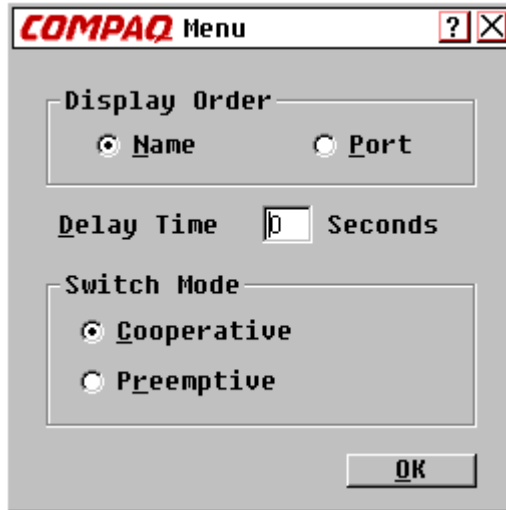 COMPAQ Menu ? X
Display Order
Name Port
Delay Time 0 Seconds
Switch Mode
Cooperative
Preemptive
OK